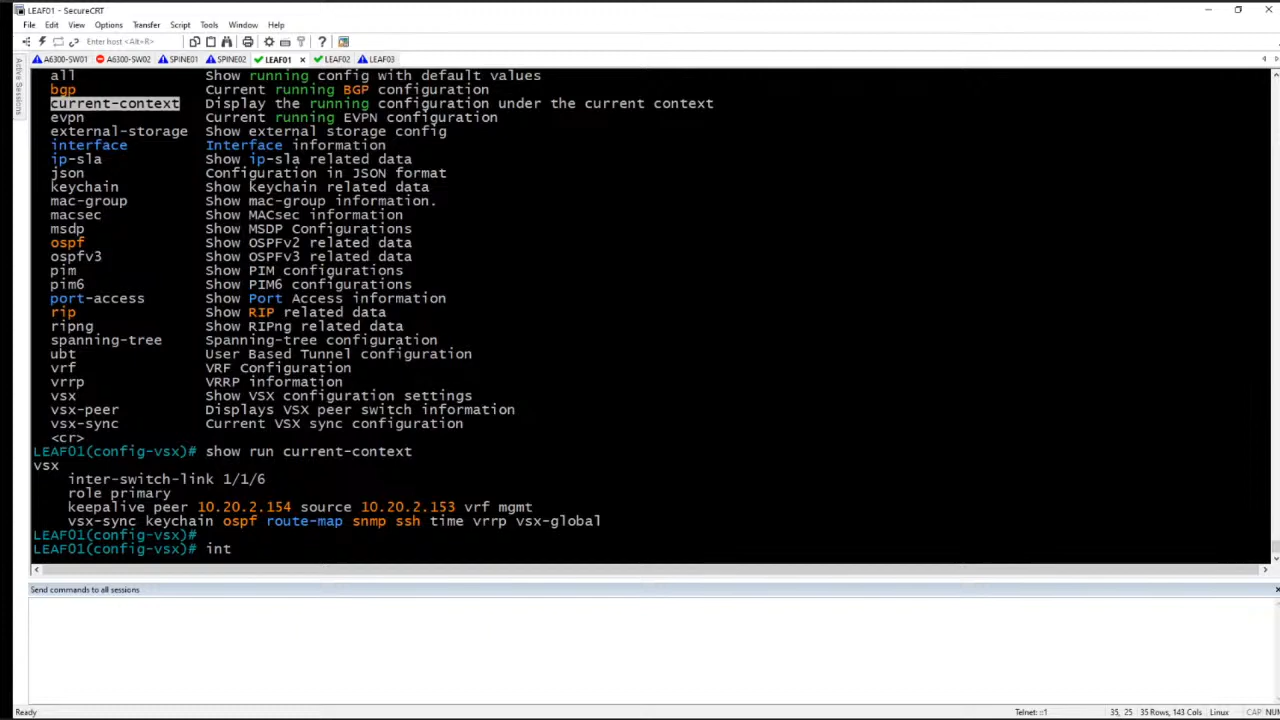 LEAF01 - SecureCRT
File Edit View Options Transfer Script Tools Window Help
Enter host <Alt+R>
A6300-SW01 A6300-SW02 SPINE01 SPINE02 LEAF01 LEAF02 LEAF03
Active Sessions
all Show running config with default values
bgp Current running BGP configuration
current-context Display the running configuration under the current context
evpn Current running EVPN configuration
external-storage Show external storage config
interface Interface information
ip-sla Show ip-sla related data
json Configuration in JSON format
keychain Show keychain related data
mac-group Show mac-group information.
macsec Show MACsec information
msdp Show MSDP Configurations
ospf Show OSPFv2 related data
ospfv3 Show OSPFv3 related data
pim Show PIM configurations
pim6 Show PIM6 configurations
port-access Show Port Access information
rip Show RIP related data
ripng Show RIPng related data
spanning-tree Spanning-tree configuration
ubt User Based Tunnel configuration
vrf VRF Configuration
vrrp VRRP information
vsx Show VSX configuration settings
vsx-peer Displays VSX peer switch information
vsx-sync Current VSX sync configuration
<cr>
LEAF01(config-vsx)# show run current-context
vsx
inter-switch-link 1/1/6
role primary
keepalive peer 10.20.2.154 source 10.20.2.153 vrf mgmt
vsx-sync keychain ospf route-map snmp ssh time vrrp vsx-global
LEAF01(config-vsx)#
LEAF01(config-vsx)# int
Send commands to all sessions
Ready Telnet: ::1 35, 25 35 Rows, 143 Cols Linux CAP NUM